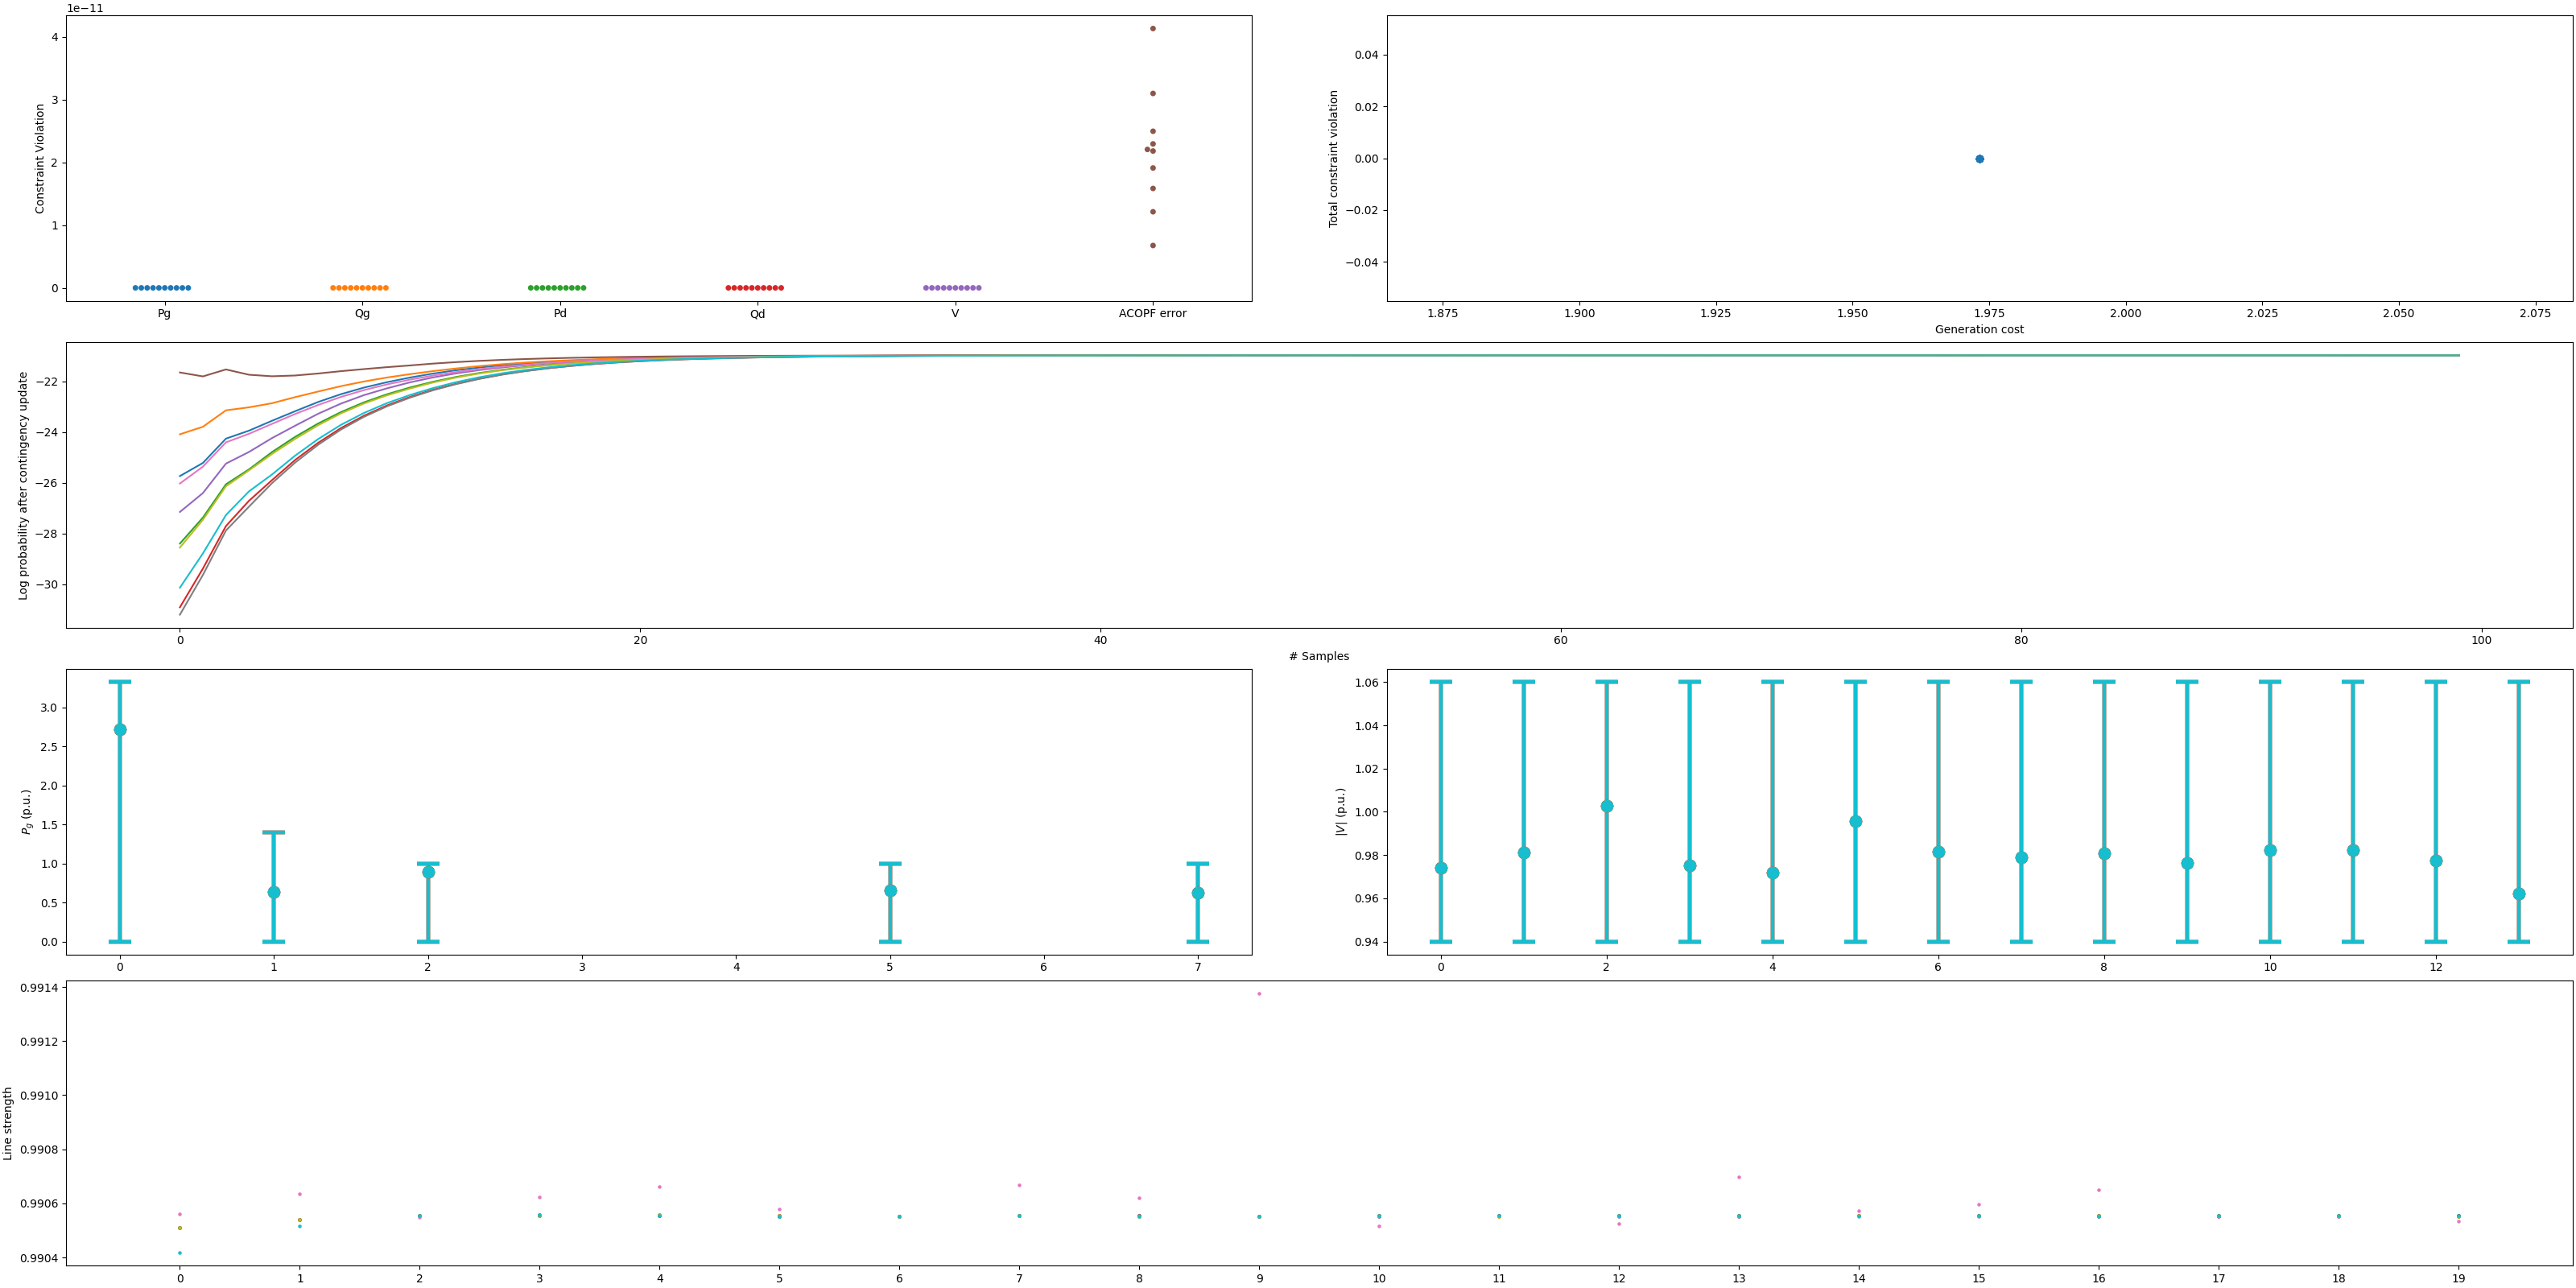 1e−11
4
3
2
1
0
Constraint Violation
Pg Qg Pd Qd V ACOPF error
0.04
0.02
0.00
−0.02
−0.04
Total constraint violation
1.875 1.900 1.925 1.950 1.975 2.000 2.025 2.050 2.075
Generation cost
−22
−24
−26
−28
−30
Log probabiity after contingency update
0 20 40 60 80 100
# Samples
3.0
2.5
2.0
1.5
1.0
0.5
0.0
Pg (p.u.)
0 1 2 3 4 5 6 7
1.06
1.04
1.02
1.00
0.98
0.96
0.94
|V| (p.u.)
0 2 4 6 8 10 12
0.9914
0.9912
0.9910
0.9908
0.9906
0.9904
Line strength
0 1 2 3 4 5 6 7 8 9 10 11 12 13 14 15 16 17 18 19